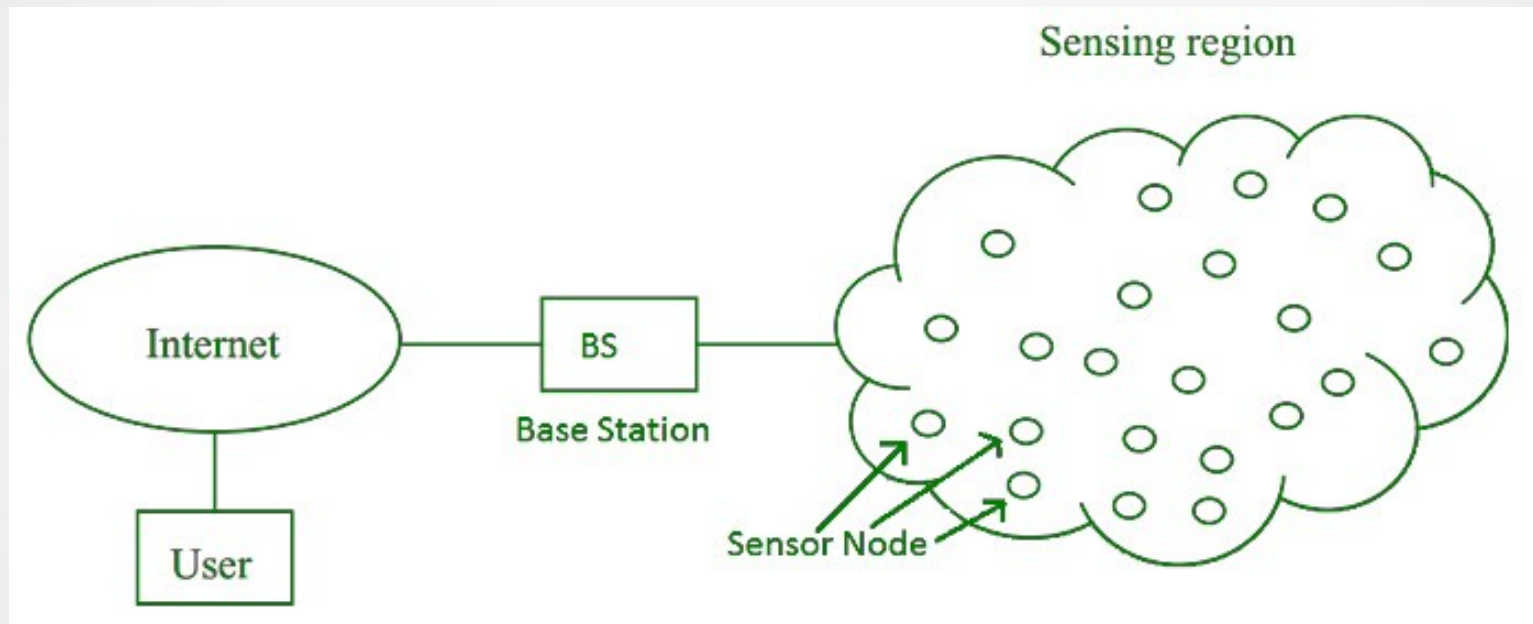 Sensing region
Internet
BS
Base Station
Sensor Node
User